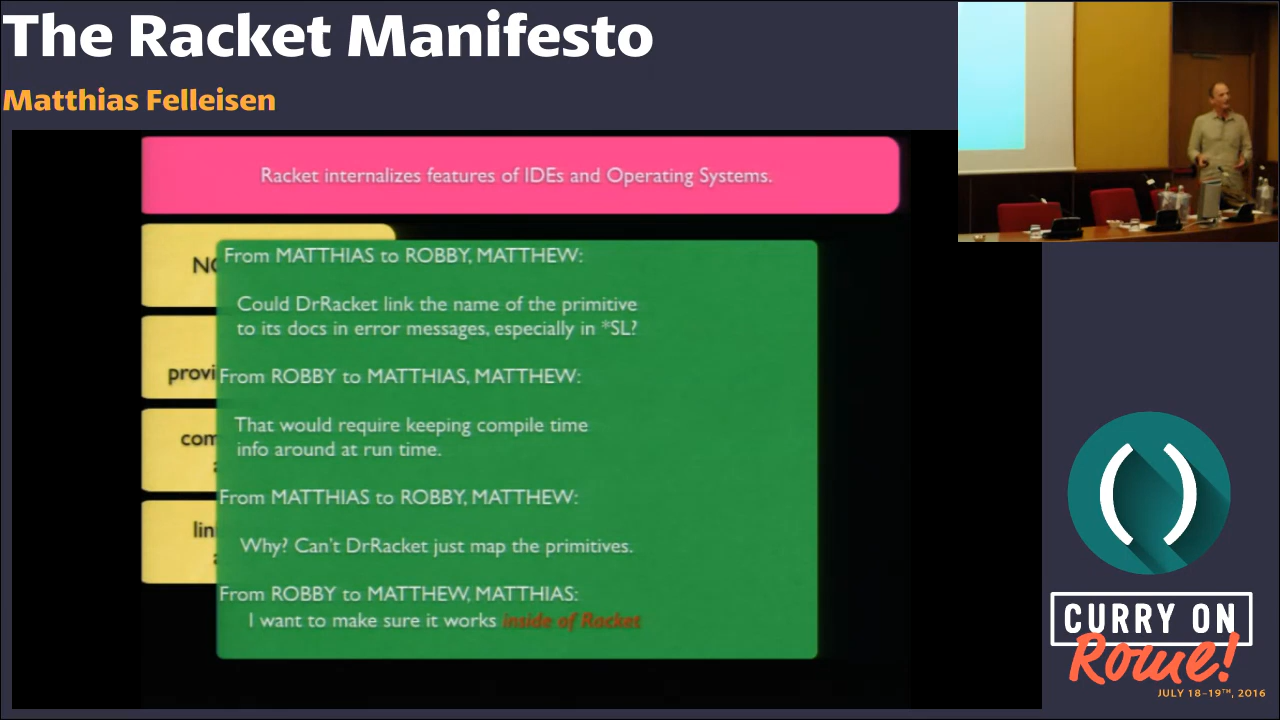 The Racket Manifesto
Matthias Felleisen
Racket internalizes features of IDEs and Operating Systems.
From MATTHIAS to ROBBY, MATTHEW:
Could DrRacket link the name of the primitive
to its docs in error messages, especially in *SL?
From ROBBY to MATTHIAS, MATTHEW:
That would require keeping compile time
info around at run time.
From MATTHIAS to ROBBY, MATTHEW:
Why? Can't DrRacket just map the primitives.
From ROBBY to MATTHEW, MATTHIAS:
I want to make sure it works inside of Racket
CURRY ON
Rome!
JULY 18-19TH, 2016